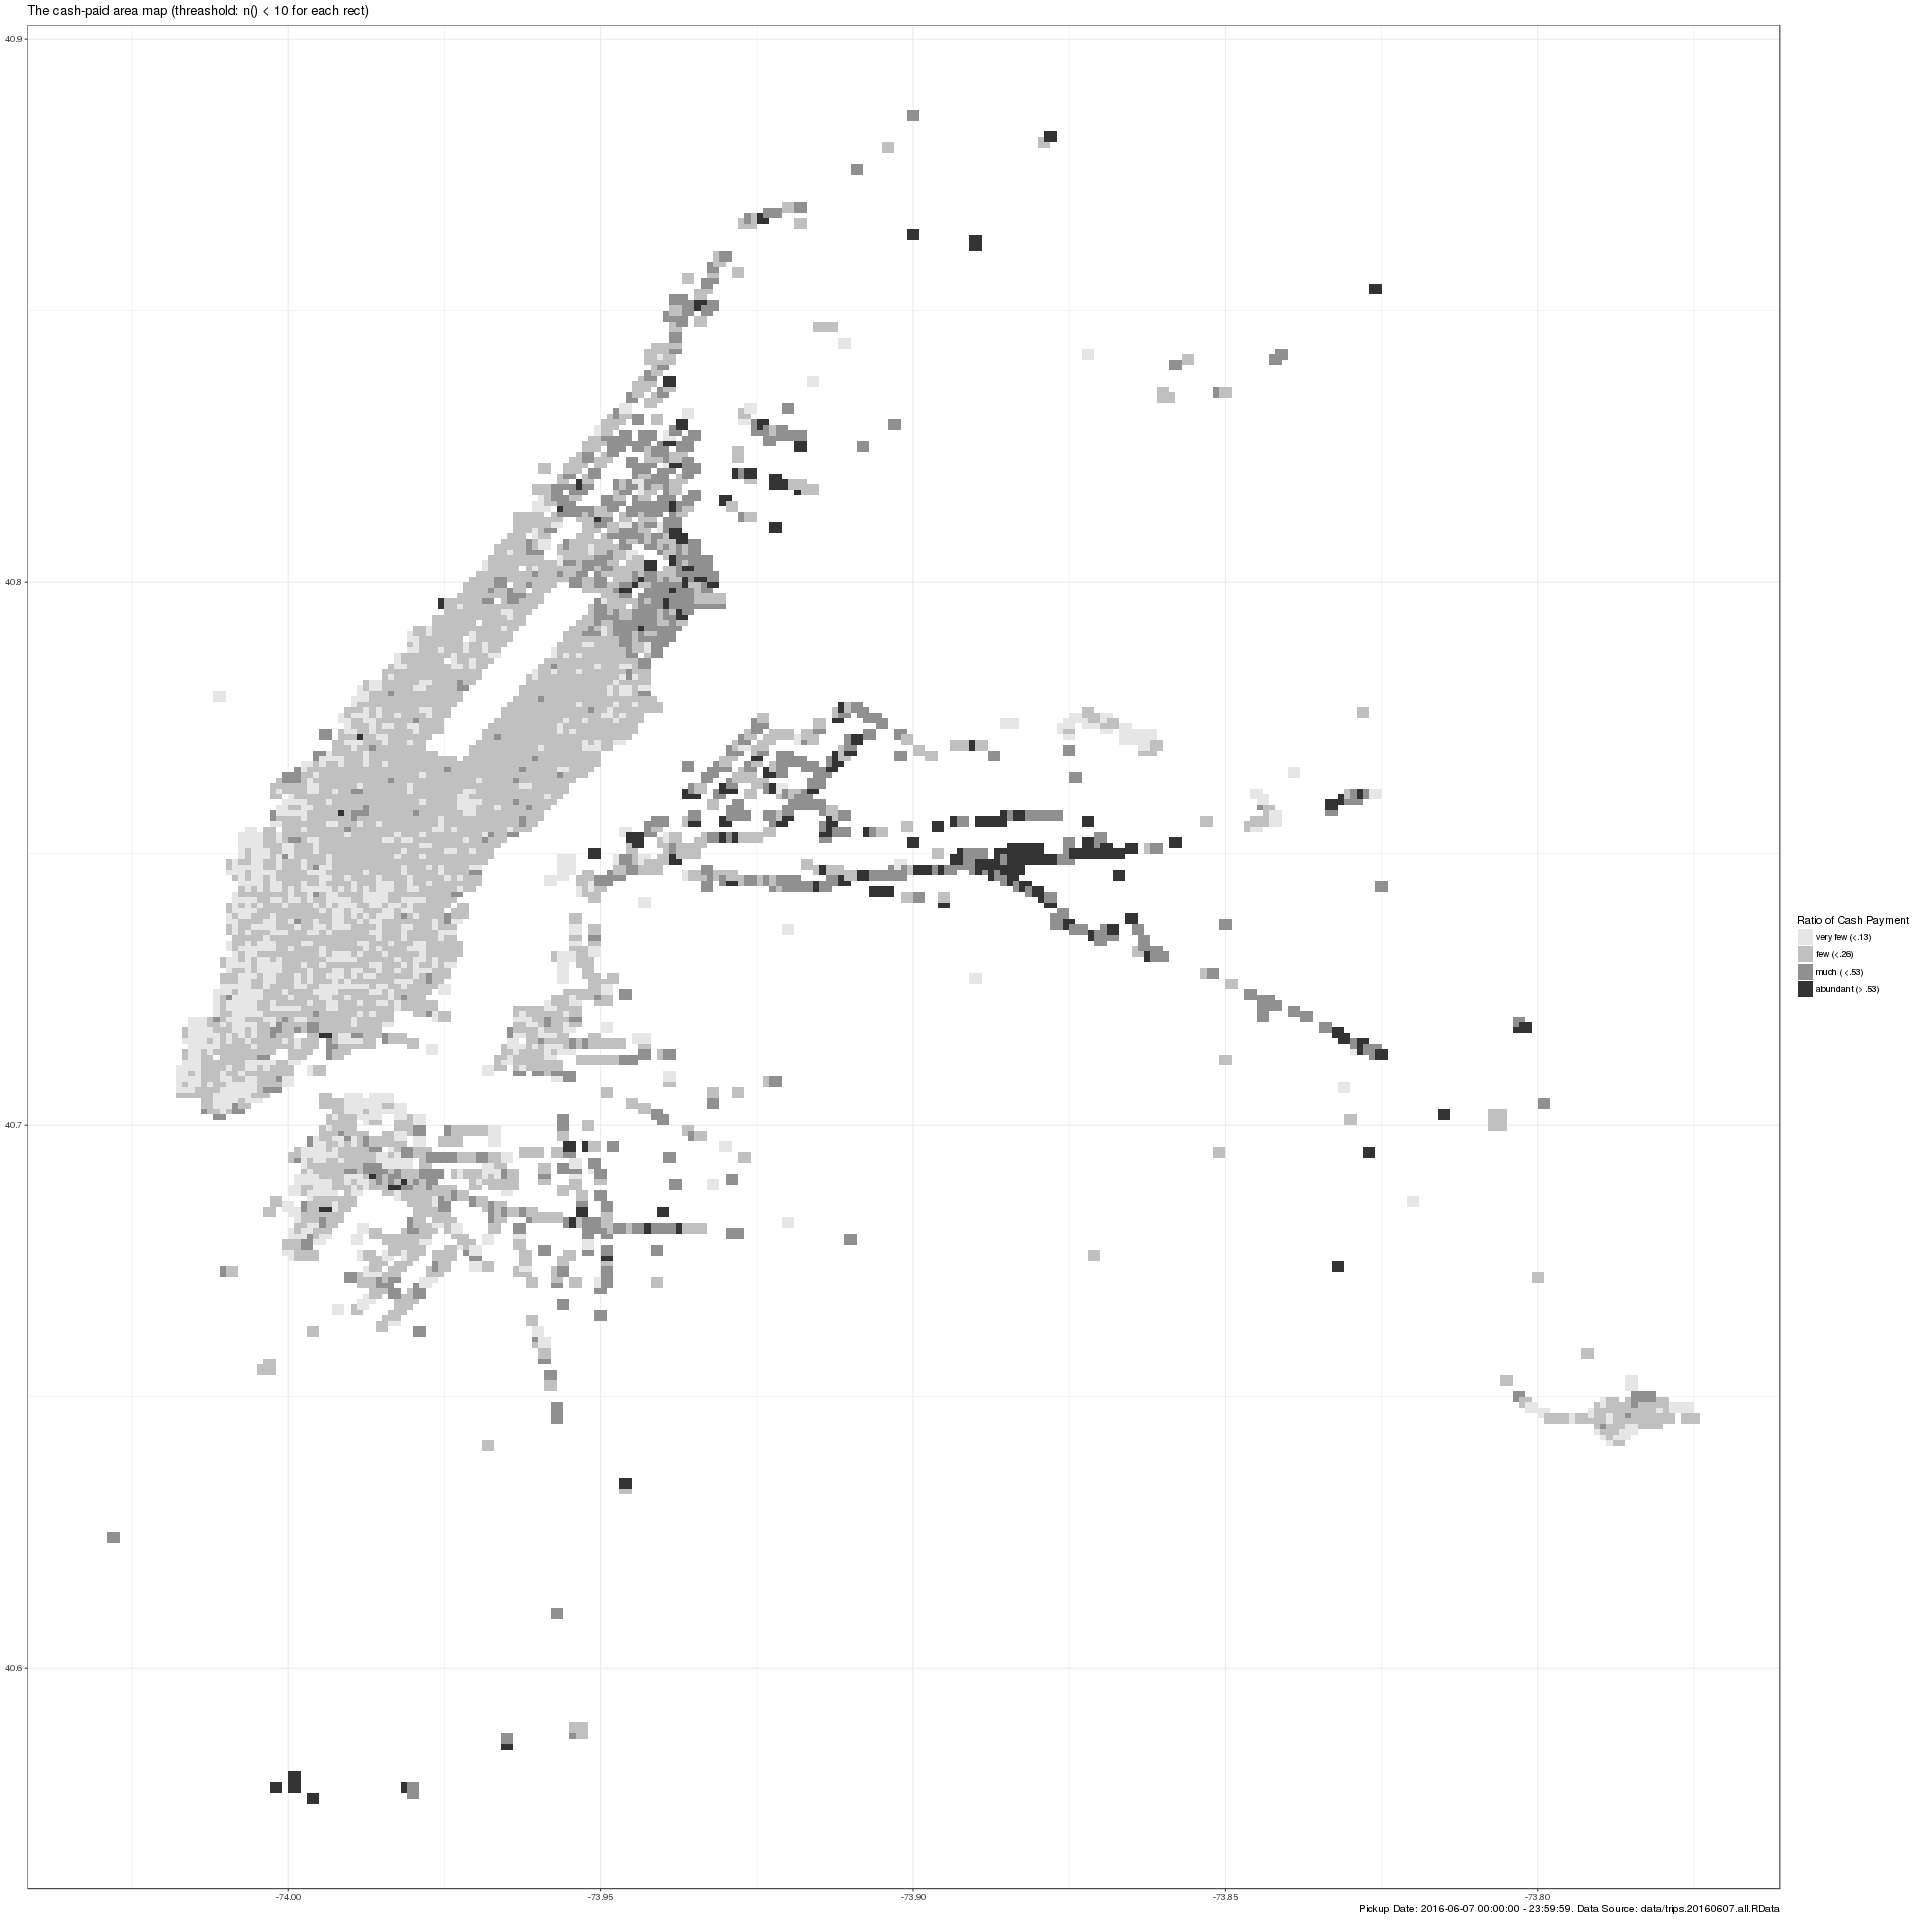 The cash-paid area map (threashold: n() < 10 for each rect)
40.9
40.8
40.7
40.6
-74.00
-73.95
-73.90
-73.85
-73.80
Ratio of Cash Payment
very few (<.13)
few (<.26)
much (<.53)
abundant (> .53)
Pickup Date: 2016-06-07 00:00:00 - 23:59:59. Data Source: data/trips.20160607.all.RData